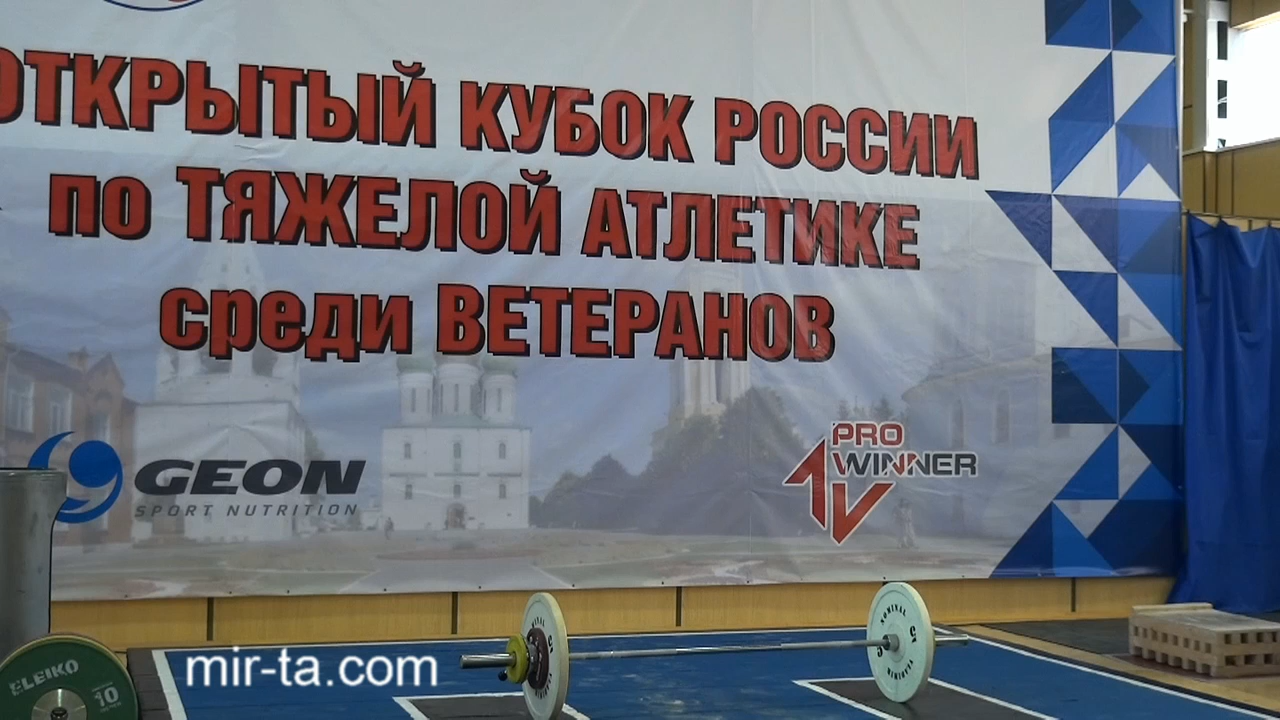 ОТКРЫТЫЙ КУБОК РОССИИ
по ТЯЖЕЛОЙ АТЛЕТИКЕ
среди ВЕТЕРАНОВ
GEON
SPORT NUTRITION
PRO
WINNER
ELEIKO
10
mir-ta.com